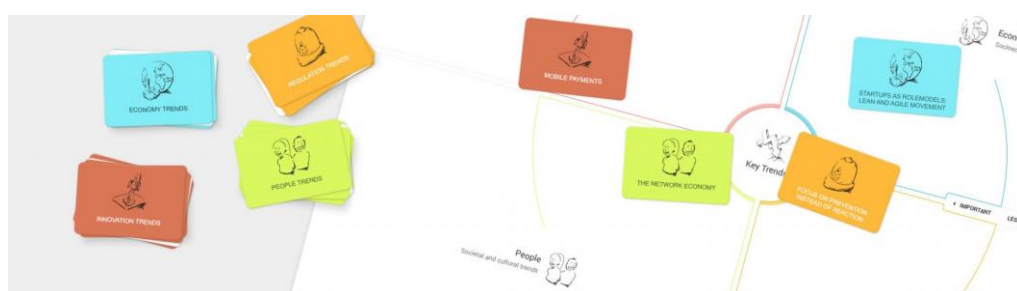 ECONOMY TRENDS
REGULATION TRENDS
INNOVATION TRENDS
PEOPLE TRENDS
MOBILE PAYMENTS
THE NETWORK ECONOMY
Key Trends
FOCUS ON PREVENTION
INSTEAD OF REACTION
STARTUPS AS ROLEMODELS:
LEAN AND AGILE MOVEMENT
IMPORTANT
People
Societal and cultural trends